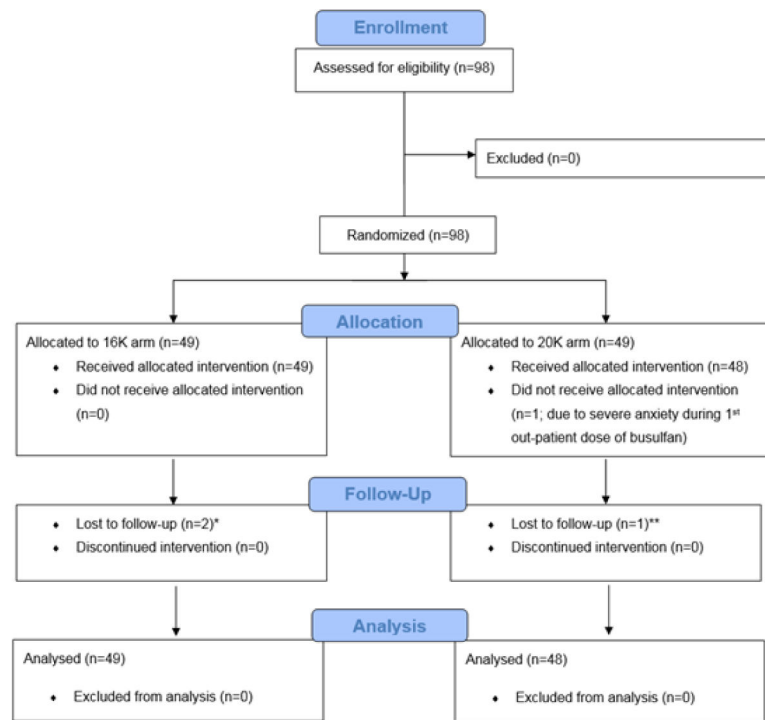 Enrollment
Assessed for eligibility (n=98)
Excluded (n=0)
Randomized (n=98)
Allocation
Allocated to 16K arm (n=49)
♦ Received allocated intervention (n=49)
♦ Did not receive allocated intervention
(n=0)
Allocated to 20K arm (n=49)
♦ Received allocated intervention (n=48)
♦ Did not receive allocated intervention
(n=1; due to severe anxiety during 1st
out-patient dose of busulfan)
Follow-Up
♦ Lost to follow-up (n=2)*
♦ Discontinued intervention (n=0)
♦ Lost to follow-up (n=1)**
♦ Discontinued intervention (n=0)
Analysis
Analysed (n=49)
♦ Excluded from analysis (n=0)
Analysed (n=48)
♦ Excluded from analysis (n=0)